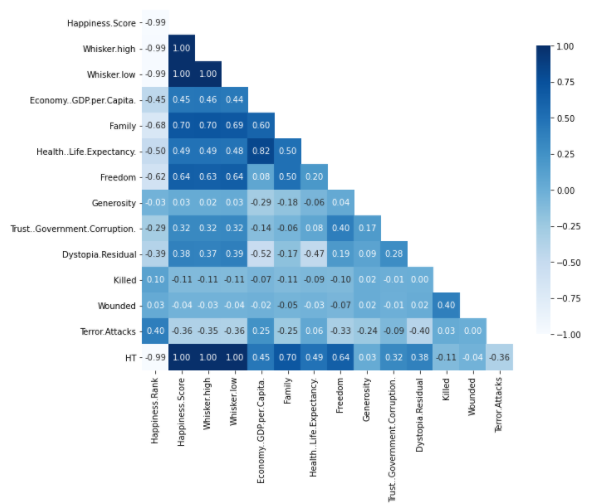 Happiness.Score -0.99
Whisker.high -0.99 1.00
Whisker.low -0.99 1.00 1.00
Economy..GDP.per.Capita. -0.45 0.45 0.46 0.44
Family -0.68 0.70 0.70 0.69 0.60
Health..Life.Expectancy. -0.50 0.49 0.49 0.48 0.82 0.50
Freedom -0.62 0.64 0.63 0.64 0.08 0.50 0.20
Generosity -0.03 0.03 0.02 0.03 -0.29 -0.18 -0.06 0.04
Trust..Government.Corruption. -0.29 0.32 0.32 0.32 -0.14 -0.06 0.08 0.40 0.17
Dystopia.Residual -0.39 0.38 0.37 0.39 -0.52 -0.17 -0.47 0.19 0.09 0.28
Killed 0.10 -0.11 -0.11 -0.11 -0.07 -0.11 -0.09 -0.10 0.02 -0.01 0.00
Wounded 0.03 -0.04 -0.03 -0.04 -0.02 -0.05 -0.03 -0.07 0.02 -0.01 0.02 0.40
Terror.Attacks 0.40 -0.36 -0.35 -0.36 0.25 -0.25 0.06 -0.33 -0.24 -0.09 -0.40 0.03 0.00
HT -0.99 1.00 1.00 1.00 0.45 0.70 0.49 0.64 0.03 0.32 0.38 -0.11 -0.04 -0.36
Happiness.Rank
Happiness.Score
Whisker.high
Whisker.low
Economy..GDP.per.Capita.
Family
Health..Life.Expectancy.
Freedom
Generosity
Trust..Government.Corruption.
Dystopia.Residual
Killed
Wounded
Terror.Attacks
1.00
0.75
0.50
0.25
0.00
−0.25
−0.50
−0.75
−1.00